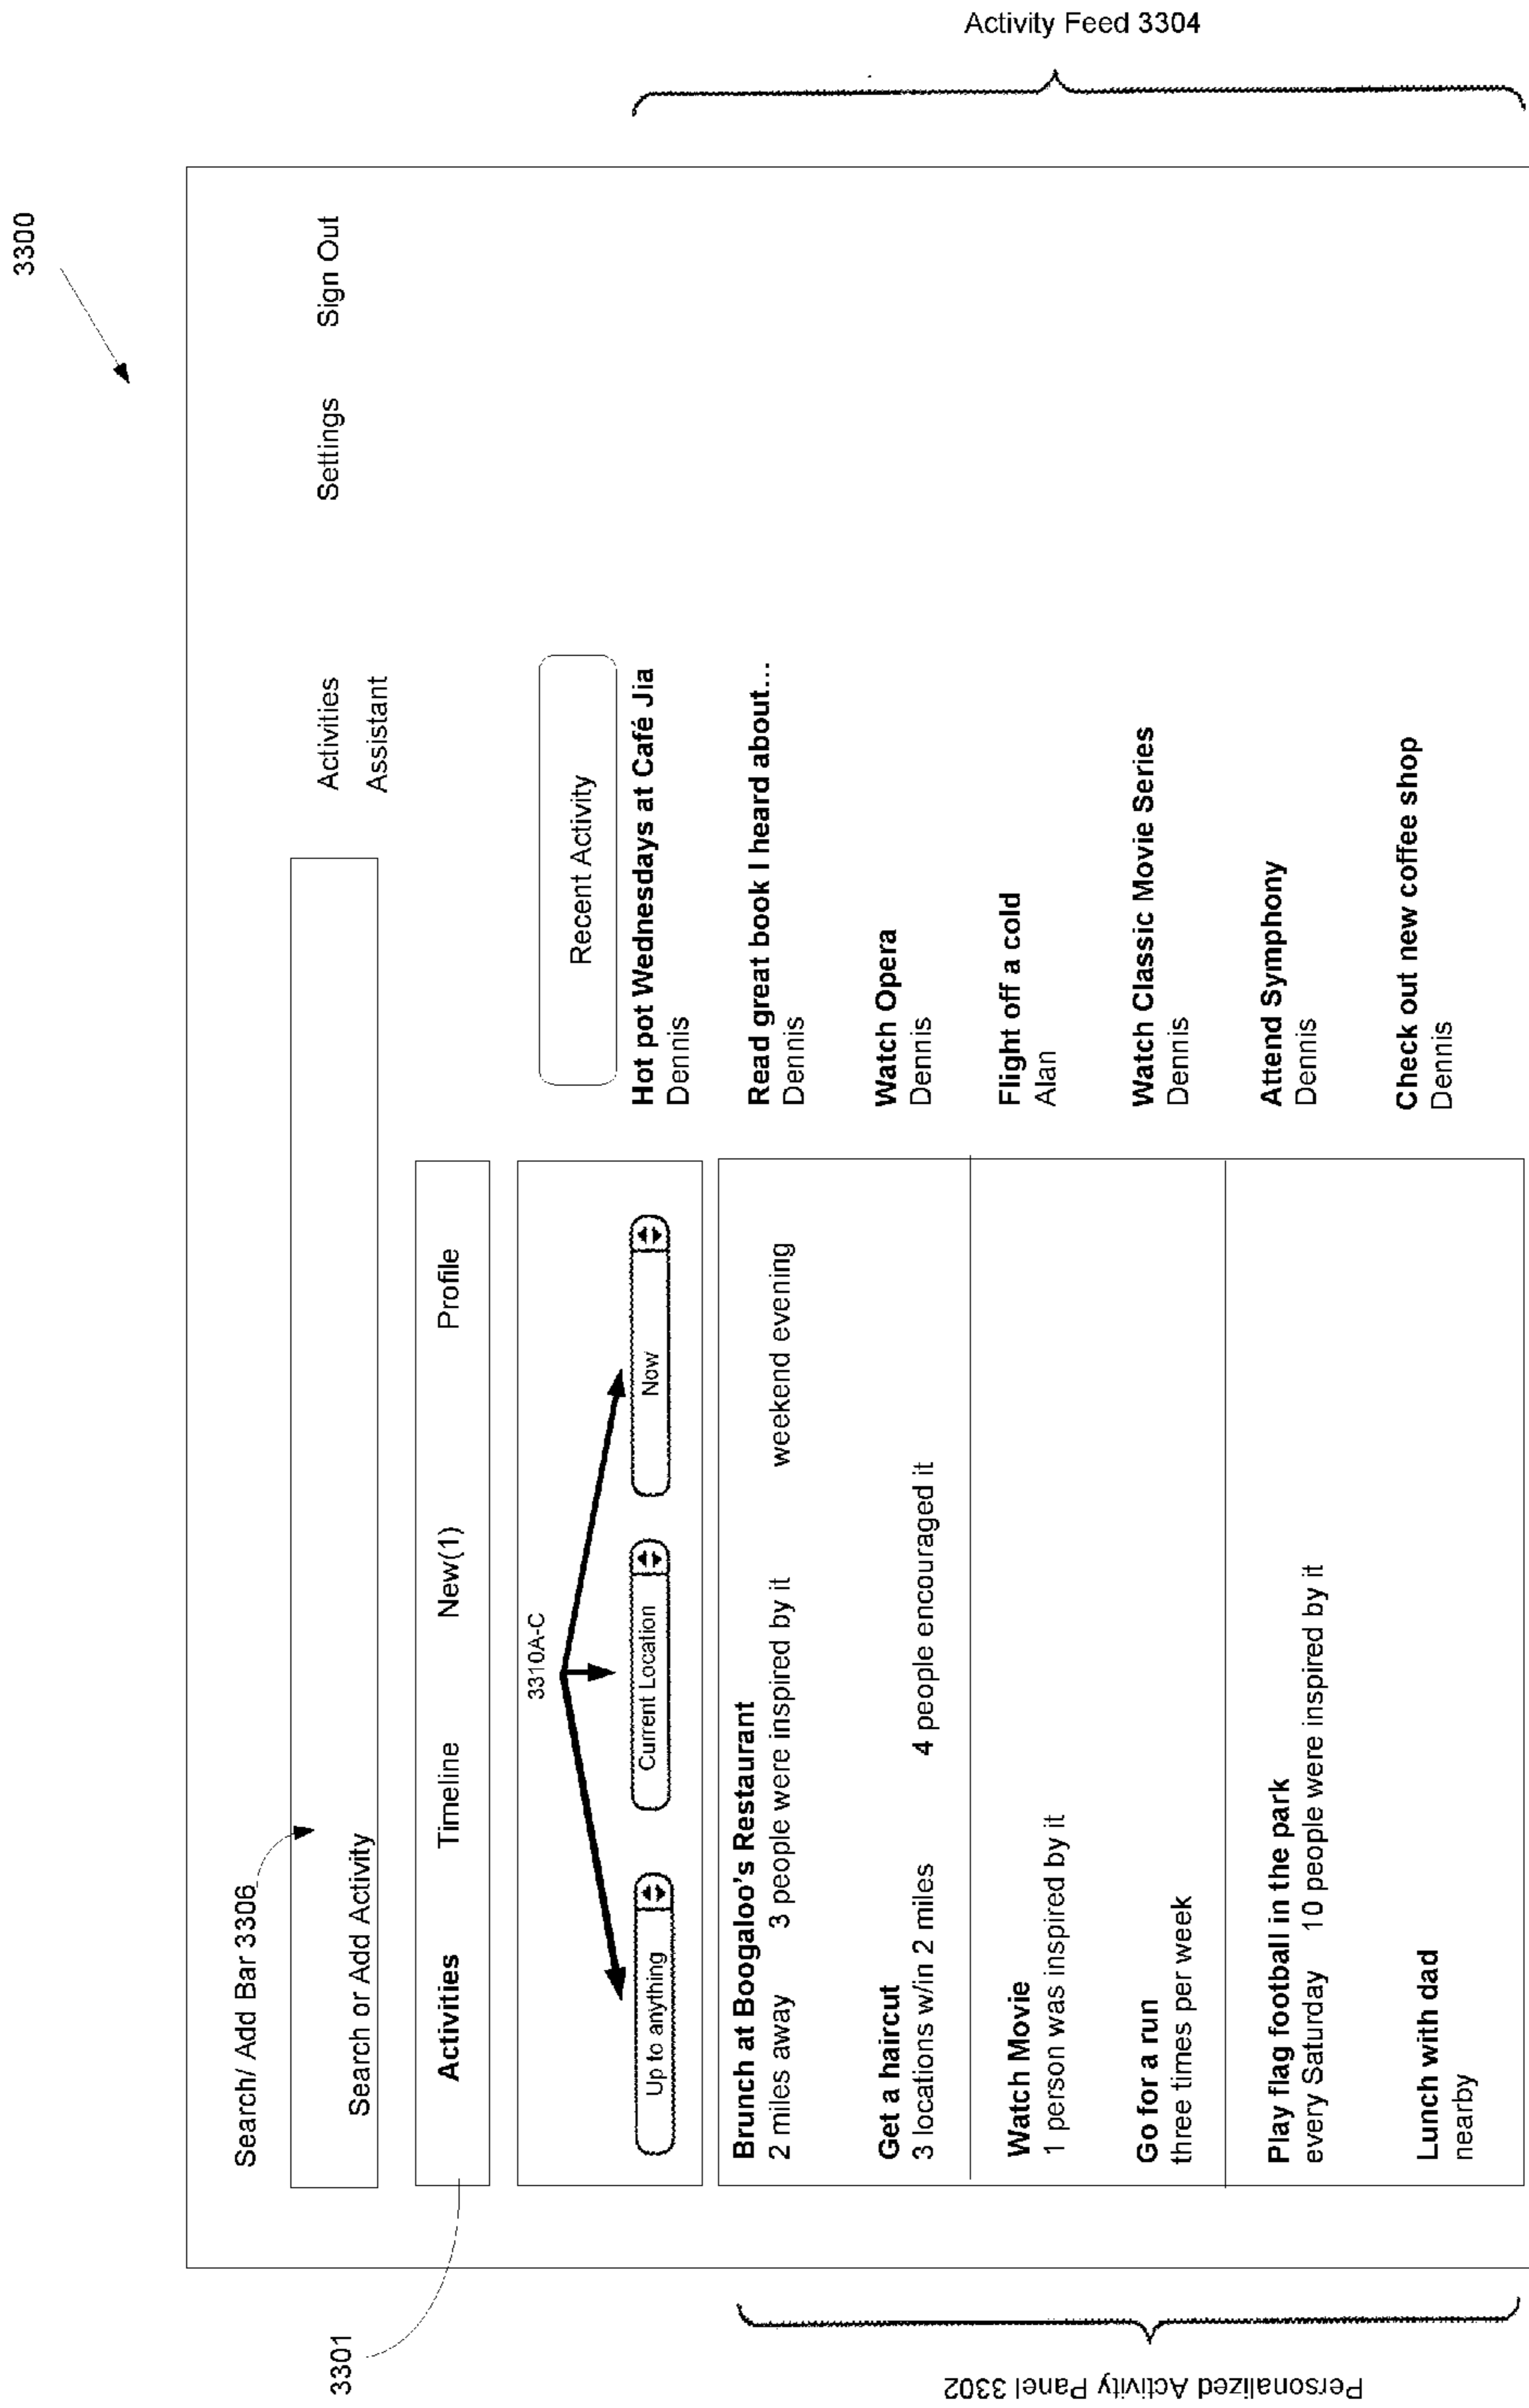 3300
Search/ Add Bar 3306
Search or Add Activity
Activities
Assistant
Settings
Sign Out
3301
Activities
Timeline
New(1)
Profile
3310A-C
Up to anything
Current Location
Now
Personalized Activity Panel 3302
Brunch at Boogaloo's Restaurant
2 miles away
3 people were inspired by it
weekend evening
Get a haircut
3 locations w/in 2 miles
4 people encouraged it
Watch Movie
1 person was inspired by it
Go for a run
three times per week
Play flag football in the park
every Saturday
10 people were inspired by it
Lunch with dad
nearby
Recent Activity
Hot pot Wednesdays at Café Jia
Dennis
Read great book I heard about...
Dennis
Watch Opera
Dennis
Flight off a cold
Alan
Watch Classic Movie Series
Dennis
Attend Symphony
Dennis
Check out new coffee shop
Dennis
Activity Feed 3304